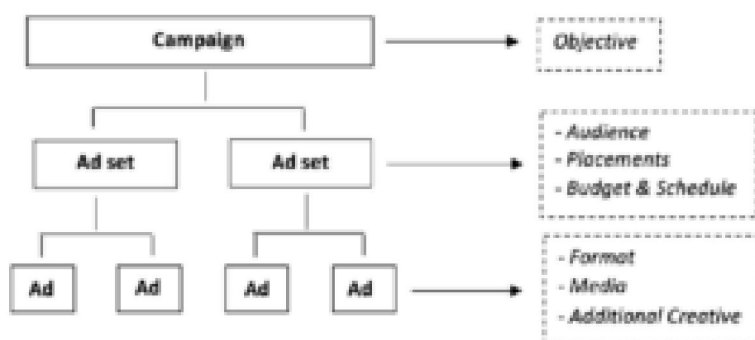 Campaign
Objective
Ad set
Ad set
- Audience
- Placements
- Budget & Schedule
Ad
Ad
Ad
Ad
- Format
- Media
- Additional Creative